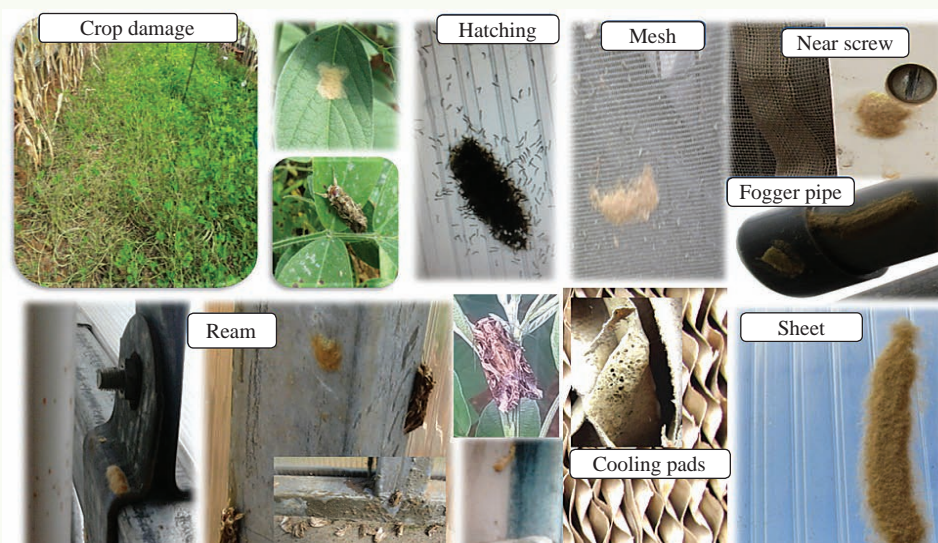 Crop damage
Hatching
Mesh
Near screw
Fogger pipe
Ream
Sheet
Cooling pads